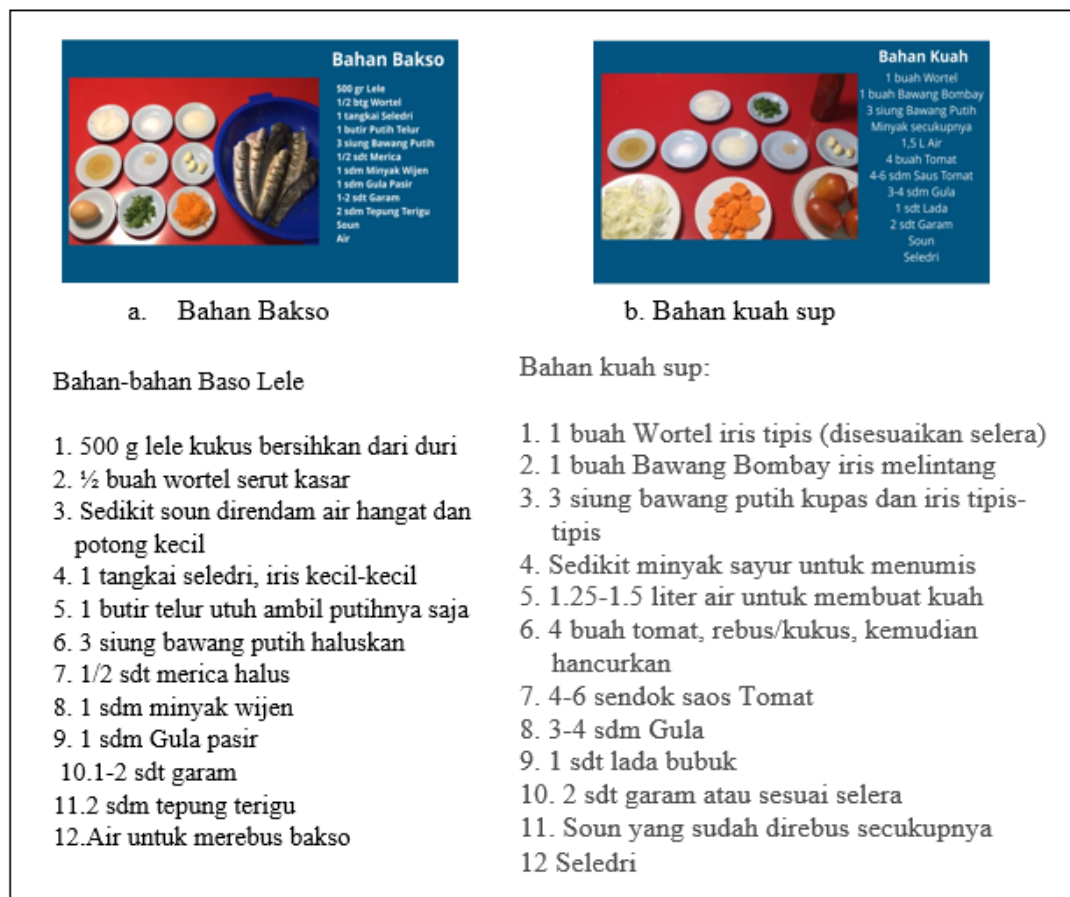 Bahan Bakso
500 gr Lele
1/2 btg Wortel
1 tangkai Seledri
1 butir Putih Telur
3 siung Bawang Putih
1/2 sdt Merica
1 sdm Minyak Wijen
1 sdm Gula Pasir
1-2 sdt Garam
2 sdm Tepung Terigu
Soun
Air
Bahan Kuah
1 buah Wortel
1 buah Bawang Bombay
3 siung Bawang Putih
Minyak secukupnya
1,5 L Air
4 buah Tomat
4-6 sdm Saus Tomat
3-4 sdm Gula
1 sdt Lada
2 sdt Garam
Soun
Seledri
a. Bahan Bakso
b. Bahan kuah sup
Bahan-bahan Baso Lele
1. 500 g lele kukus bersihkan dari duri
2. ½ buah wortel serut kasar
3. Sedikit soun direndam air hangat dan
potong kecil
4. 1 tangkai seledri, iris kecil-kecil
5. 1 butir telur utuh ambil putihnya saja
6. 3 siung bawang putih haluskan
7. 1/2 sdt merica halus
8. 1 sdm minyak wijen
9. 1 sdm Gula pasir
10.1-2 sdt garam
11.2 sdm tepung terigu
12.Air untuk merebus bakso
Bahan kuah sup:
1. 1 buah Wortel iris tipis (disesuaikan selera)
2. 1 buah Bawang Bombay iris melintang
3. 3 siung bawang putih kupas dan iris tipis-
tipis
4. Sedikit minyak sayur untuk menumis
5. 1.25-1.5 liter air untuk membuat kuah
6. 4 buah tomat, rebus/kukus, kemudian
hancurkan
7. 4-6 sendok saos Tomat
8. 3-4 sdm Gula
9. 1 sdt lada bubuk
10. 2 sdt garam atau sesuai selera
11. Soun yang sudah direbus secukupnya
12 Seledri